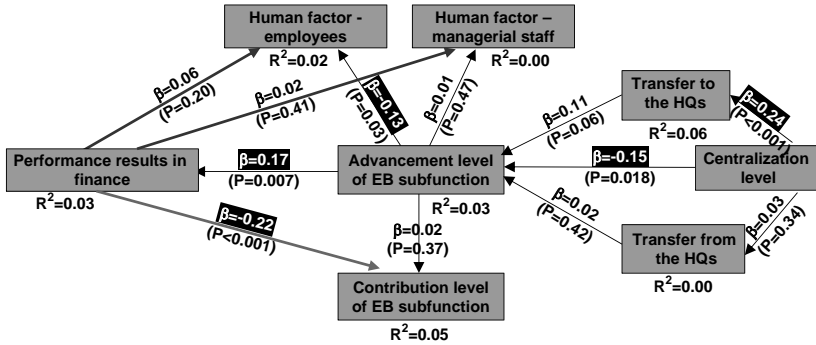 Human factor -
employees
R²=0.02
Human factor –
managerial staff
R²=0.00
β=0.06
(P=0.20)
β=0.02
(P=0.41)
β=-0.13
(P=0.03)
β=0.01
(P=0.47)
Transfer to
the HQs
R²=0.06
β=0.11
(P=0.06)
β=0.24
(P<0.001)
Performance results in
finance
R²=0.03
β=0.17
(P=0.007)
Advancement level
of EB subfunction
R²=0.03
β=-0.15
(P=0.018)
Centralization
level
β=-0.22
(P<0.001)
β=0.02
(P=0.37)
β=0.02
(P=0.42)
β=0.03
(P=0.34)
Transfer from
the HQs
R²=0.00
Contribution level
of EB subfunction
R²=0.05